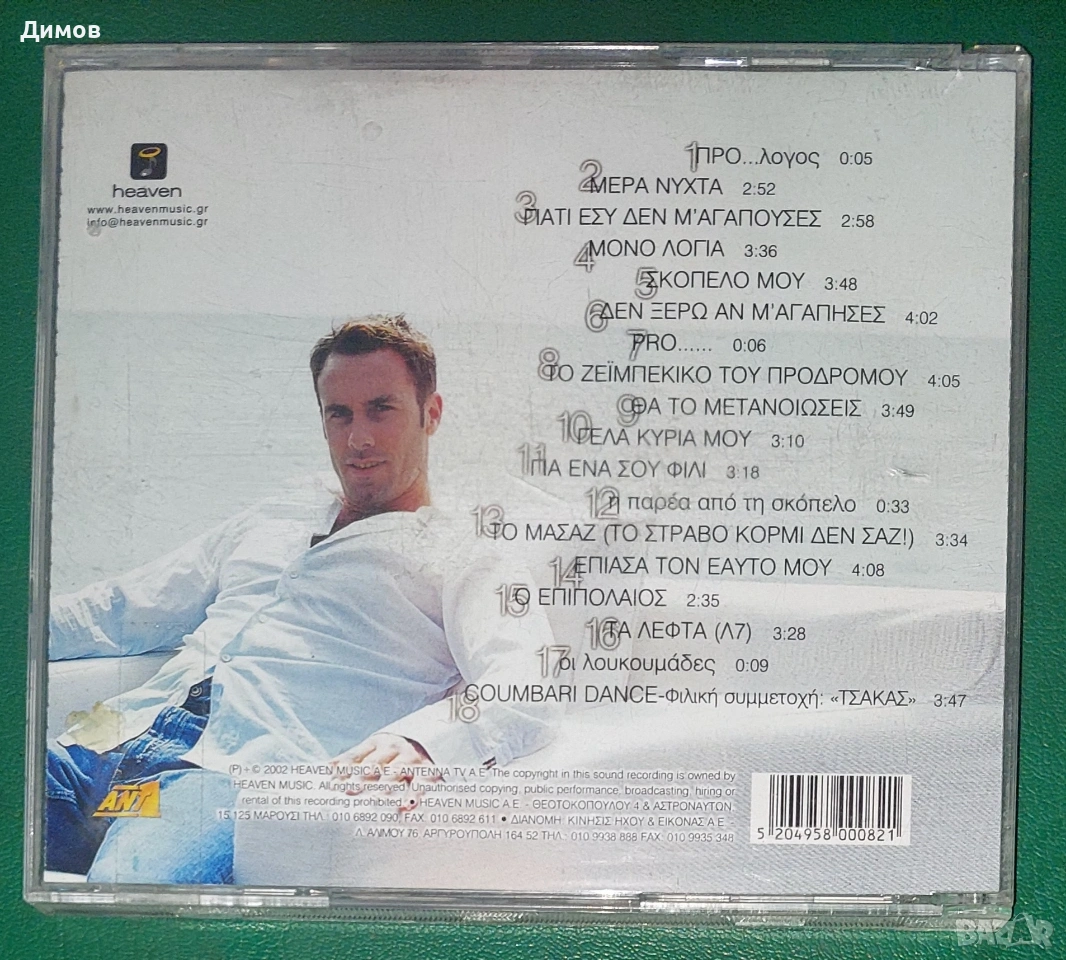 Димов
heaven
www.heavenmusic.gr
info@heavenmusic.gr
1 ΠΡΟ...λογος 0:05
2 ΜΕΡΑ ΝΥΧΤΑ 2:52
3 ΓΙΑΤΙ ΕΣΥ ΔΕΝ Μ'ΑΓΑΠΟΥΣΕΣ 2:58
4 ΜΟΝΟ ΛΟΓΙΑ 3:36
5 ΣΚΟΠΕΛΟ ΜΟΥ 3:48
6 ΔΕΝ ΞΕΡΩ ΑΝ Μ'ΑΓΑΠΗΣΕΣ 4:02
7 PRO...... 0:06
8 ΤΟ ΖΕΪΜΠΕΚΙΚΟ ΤΟΥ ΠΡΟΔΡΟΜΟΥ 4:05
9 ΘΑ ΤΟ ΜΕΤΑΝΟΙΩΣΕΙΣ 3:49
10 ΓΕΛΑ ΚΥΡΙΑ ΜΟΥ 3:10
11 ΓΙΑ ΕΝΑ ΣΟΥ ΦΙΛΙ 3:18
12 η παρέα από τη σκόπελο 0:33
13 ΤΟ ΜΑΣΑΖ (ΤΟ ΣΤΡΑΒΟ ΚΟΡΜΙ ΔΕΝ ΣΑΖ!) 3:34
14 ΕΠΙΑΣΑ ΤΟΝ ΕΑΥΤΟ ΜΟΥ 4:08
15 Ο ΕΠΙΠΟΛΑΙΟΣ 2:35
16 ΤΑ ΛΕΦΤΑ (Λ7) 3:28
17 οι λουκουμάδες 0:09
18 COUMBARI DANCE-Φιλική συμμετοχή: «ΤΣΑΚΑΣ» 3:47
(P) + © 2002 HEAVEN MUSIC A.E - ANTENNA TV A.E. The copyright in this sound recording is owned by
HEAVEN MUSIC. All rights reserved. Unauthorised copying, public performance, broadcasting, hiring or
rental of this recording prohibited. • HEAVEN MUSIC A.E. - ΘΕΟΤΟΚΟΠΟΥΛΟΥ 4 & ΑΣΤΡΟΝΑΥΤΩΝ,
15 125 ΜΑΡΟΥΣΙ ΤΗΛ.: 010 6892 090, FAX: 010 6892 611 • ΔΙΑΝΟΜΗ: ΚΙΝΗΣΙΣ ΗΧΟΥ & ΕΙΚΟΝΑΣ Α.Ε. -
Λ. ΑΛΙΜΟΥ 76, ΑΡΓΥΡΟΥΠΟΛΗ 164 52 ΤΗΛ.: 010 9938 888 FAX: 010 9935 348
ANT1
5 204958 000821
BAZAR